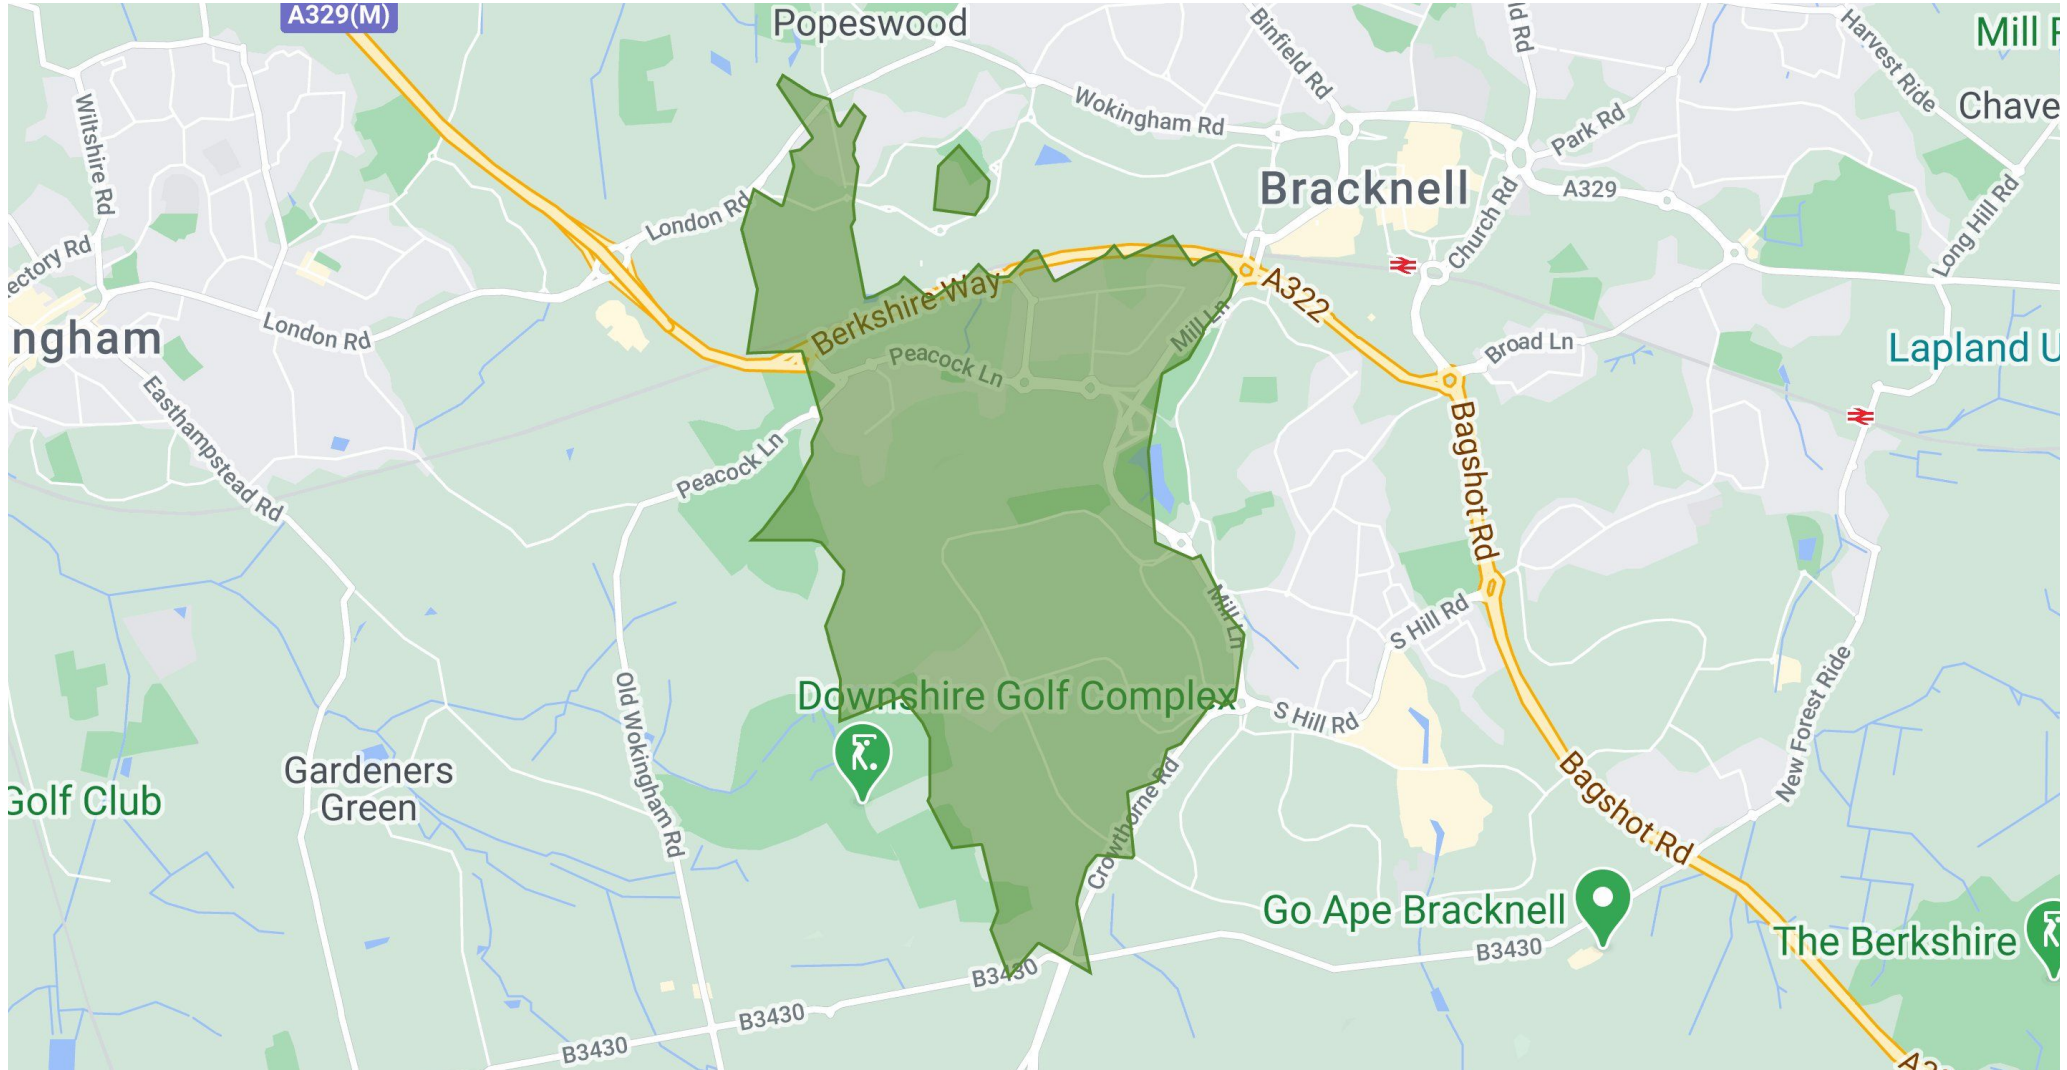 A329(M)
Popeswood
Binfield Rd
ld Rd
Harvest Ride
Mill
Wiltshire Rd
Wokingham Rd
Park Rd
Chave
London Rd
Bracknell
Church Rd
A329
Long Hill Rd
ectory Rd
London Rd
Berkshire Way
A322
ngham
Peacock Ln
Mill Ln
Broad Ln
Lapland U
Easthampstead Rd
Peacock Ln
Bagshot Rd
Mill Ln
S Hill Rd
Old Wokingham Rd
Downshire Golf Complex
S Hill Rd
New Forest Ride
Gardeners
Green
Golf Club
Crowthorne Rd
Bagshot Rd
Go Ape Bracknell
The Berkshire
B3430
B3430
B3430
B3430